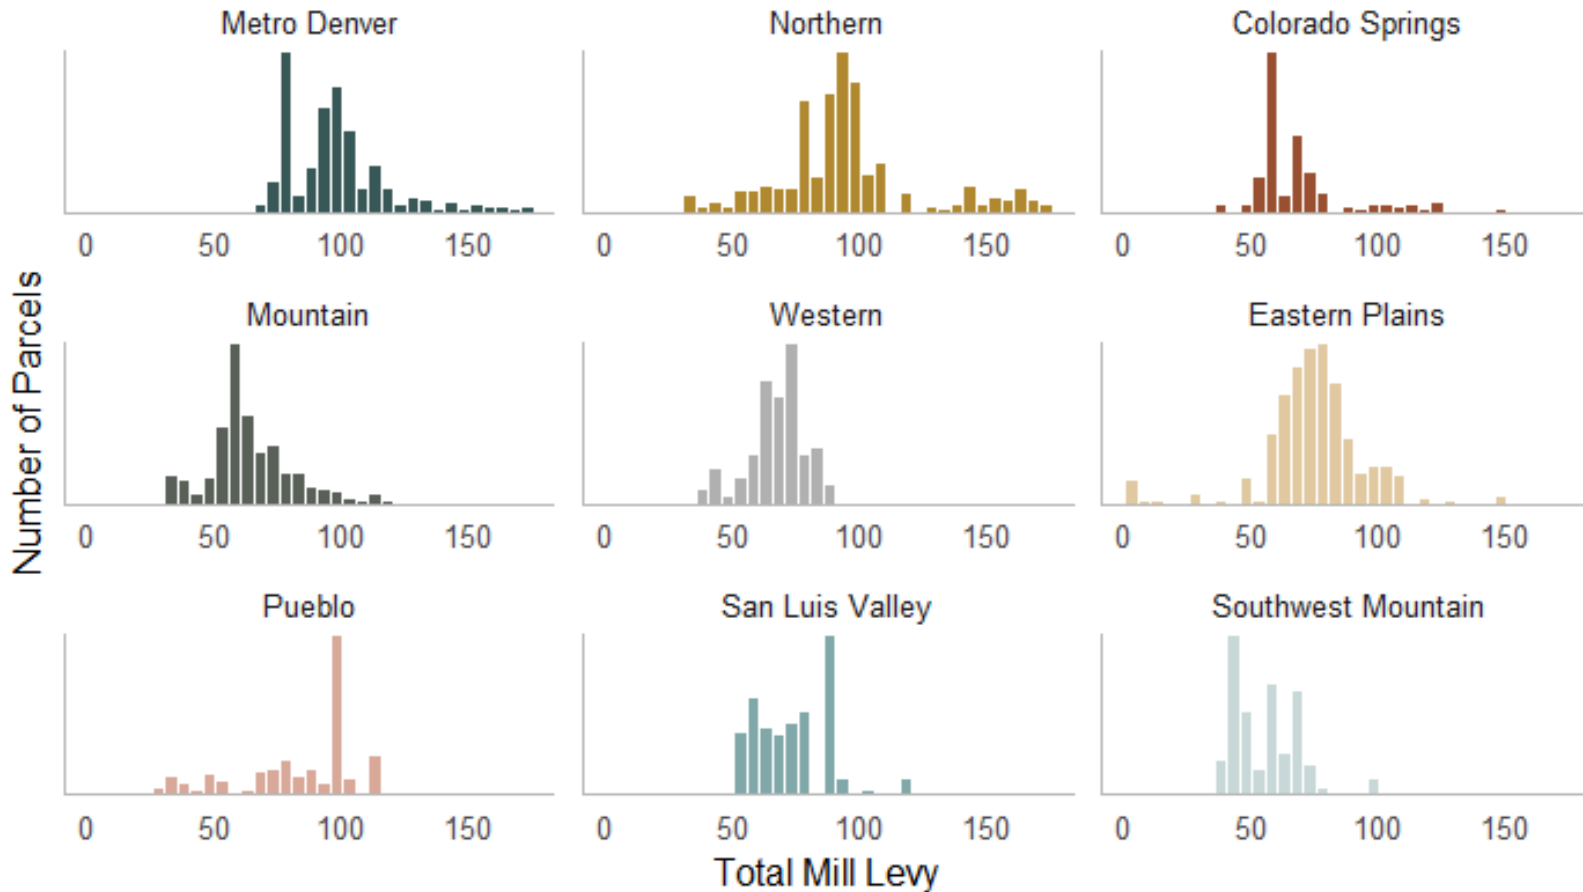 Metro Denver
Northern
Colorado Springs
0 50 100 150
0 50 100 150
0 50 100 150
Number of Parcels
Mountain
Western
Eastern Plains
0 50 100 150
0 50 100 150
0 50 100 150
Pueblo
San Luis Valley
Southwest Mountain
0 50 100 150
0 50 100 150
0 50 100 150
Total Mill Levy